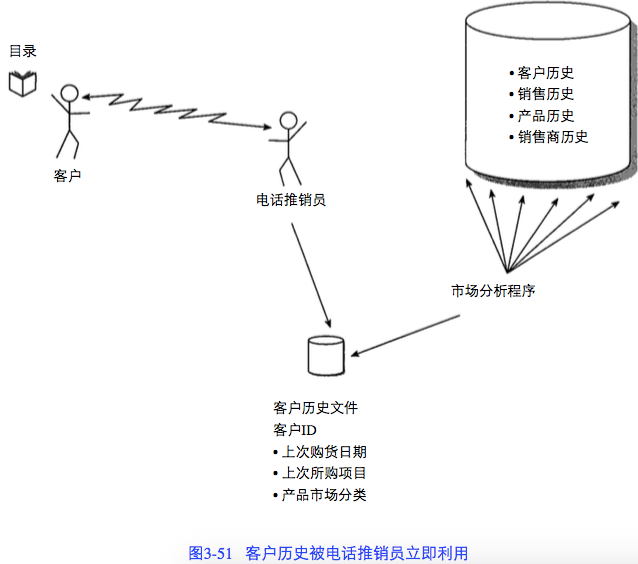 目录
客户
电话推销员
• 客户历史
• 销售历史
• 产品历史
• 销售商历史
市场分析程序
客户历史文件
客户ID
• 上次购货日期
• 上次所购项目
• 产品市场分类
图3-51 客户历史被电话推销员立即利用